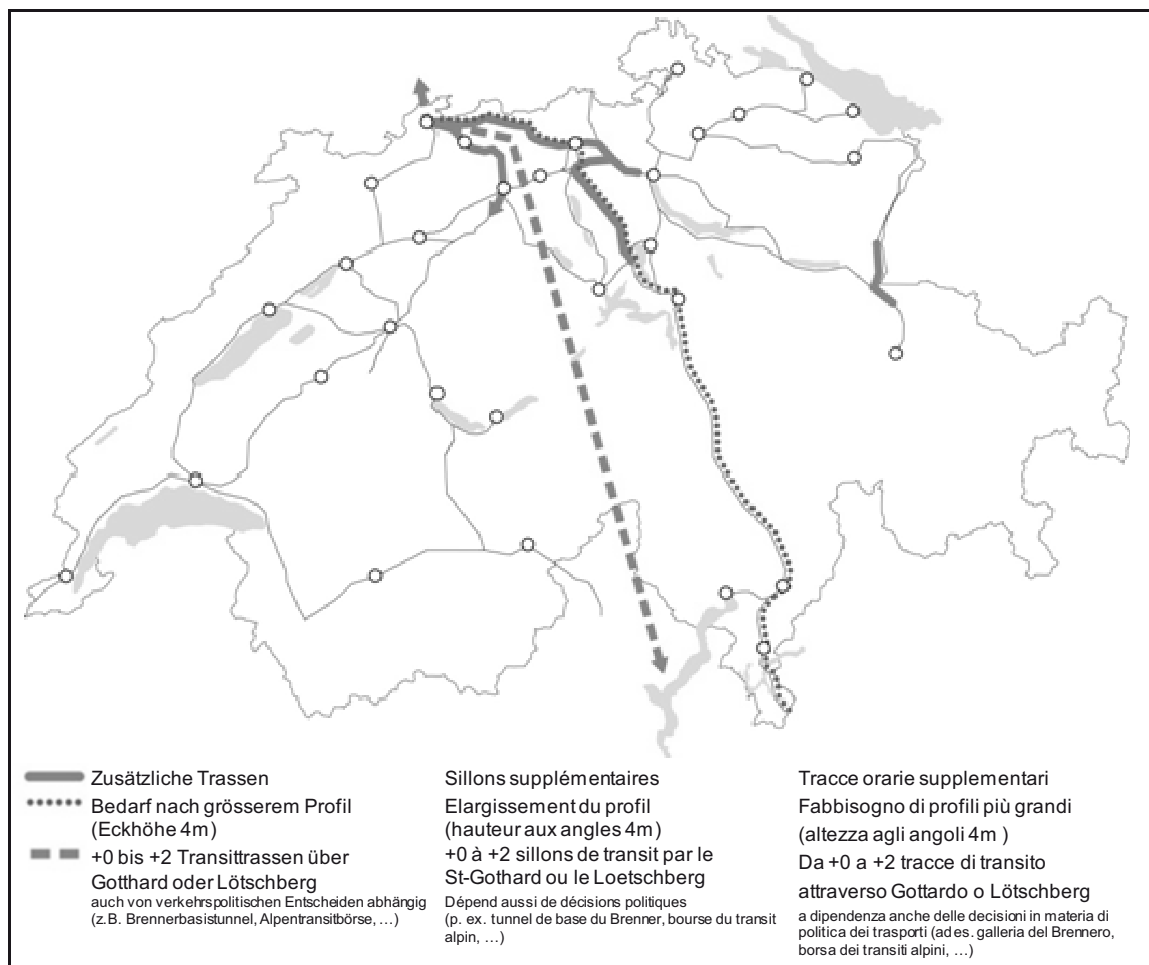 Zusätzliche Trassen
Bedarf nach grösserem Profil
(Eckhöhe 4m)
+0 bis +2 Transittrassen über
Gotthard oder Lötschberg
auch von verkehrspolitischen Entscheiden abhängig
(z.B. Brennerbasistunnel, Alpentransitbörse, …)
Sillons supplémentaires
Elargissement du profil
(hauteur aux angles 4m)
+0 à +2 sillons de transit par le
St-Gothard ou le Loetschberg
Dépend aussi de décisions politiques
(p. ex. tunnel de base du Brenner, bourse du transit
alpin, …)
Tracce orarie supplementari
Fabbisogno di profili più grandi
(altezza agli angoli 4m )
Da +0 a +2 tracce di transito
attraverso Gottardo o Lötschberg
a dipendenza anche delle decisioni in materia di
politica dei trasporti (ad es. galleria del Brennero,
borsa dei transiti alpini, …)